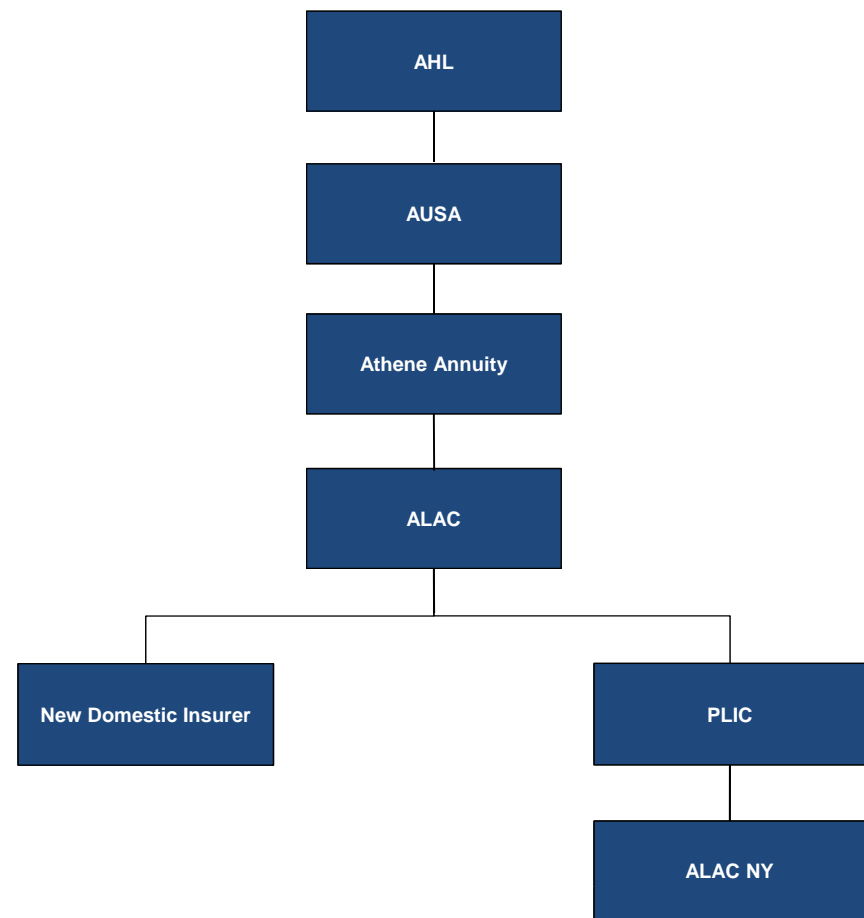 AHL
AUSA
Athene Annuity
ALAC
New Domestic Insurer
PLIC
ALAC NY